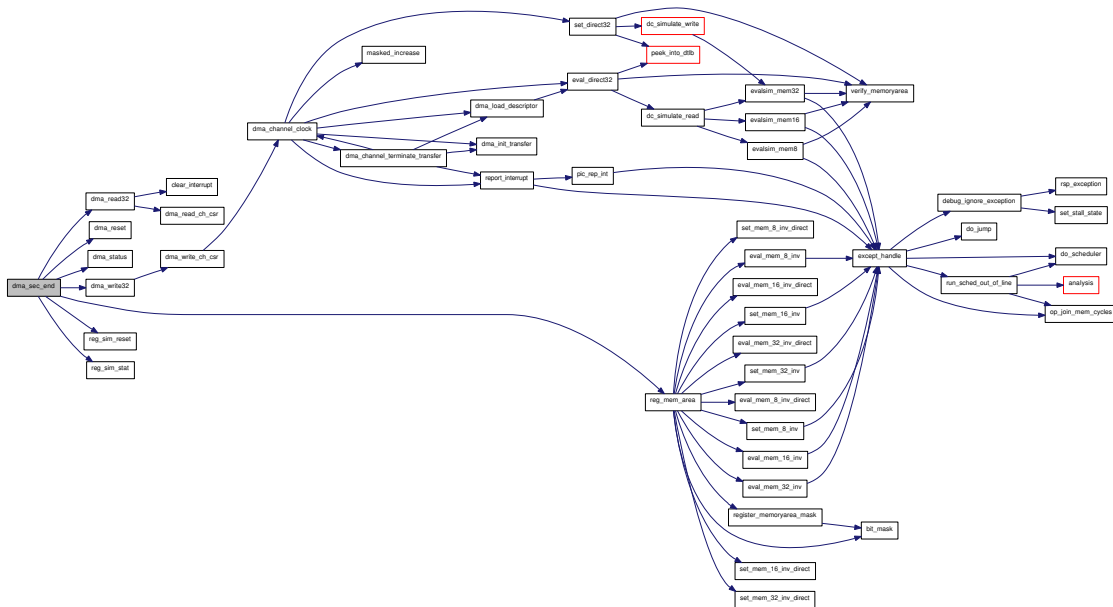 set_direct32
dc_simulate_write
masked_increase
peek_into_dtlb
eval_direct32
evalsim_mem32
verify_memoryarea
dma_load_descriptor
dc_simulate_read
evalsim_mem16
dma_channel_clock
dma_init_transfer
evalsim_mem8
dma_channel_terminate_transfer
report_interrupt
pic_rep_int
clear_interrupt
rsp_exception
dma_read32
debug_ignore_exception
dma_read_ch_csr
set_stall_state
dma_reset
set_mem_8_inv_direct
do_jump
dma_status
dma_write_ch_csr
eval_mem_8_inv
except_handle
do_scheduler
dma_sec_end
dma_write32
eval_mem_16_inv_direct
run_sched_out_of_line
analysis
set_mem_16_inv
op_join_mem_cycles
reg_sim_reset
eval_mem_32_inv_direct
reg_sim_stat
set_mem_32_inv
reg_mem_area
eval_mem_8_inv_direct
set_mem_8_inv
eval_mem_16_inv
eval_mem_32_inv
register_memoryarea_mask
bit_mask
set_mem_16_inv_direct
set_mem_32_inv_direct